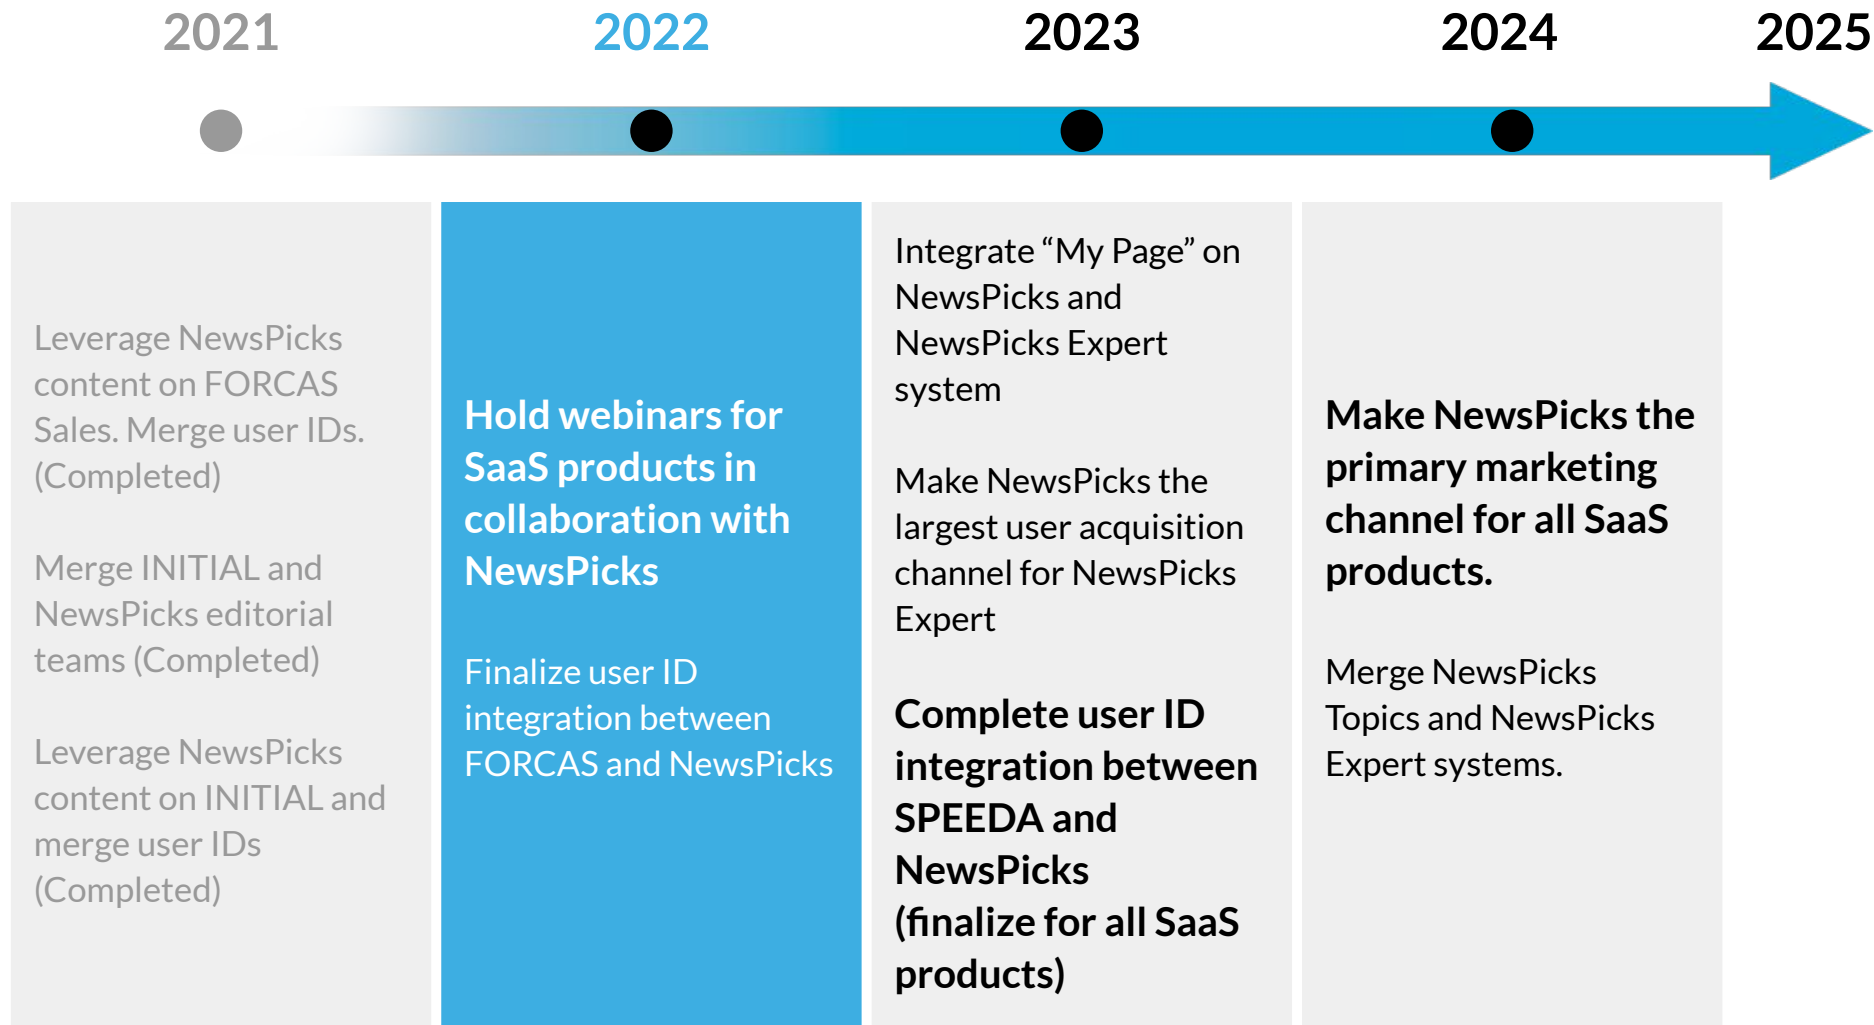 2021
2022
2023
2024
2025
Leverage NewsPicks
content on FORCAS
Sales. Merge user IDs.
(Completed)
Merge INITIAL and
NewsPicks editorial
teams (Completed)
Leverage NewsPicks
content on INITIAL and
merge user IDs
(Completed)
Hold webinars for
SaaS products in
collaboration with
NewsPicks
Finalize user ID
integration between
FORCAS and NewsPicks
Integrate “My Page” on
NewsPicks and
NewsPicks Expert
system
Make NewsPicks the
largest user acquisition
channel for NewsPicks
Expert
Complete user ID
integration between
SPEEDA and
NewsPicks
(finalize for all SaaS
products)
Make NewsPicks the
primary marketing
channel for all SaaS
products.
Merge NewsPicks
Topics and NewsPicks
Expert systems.